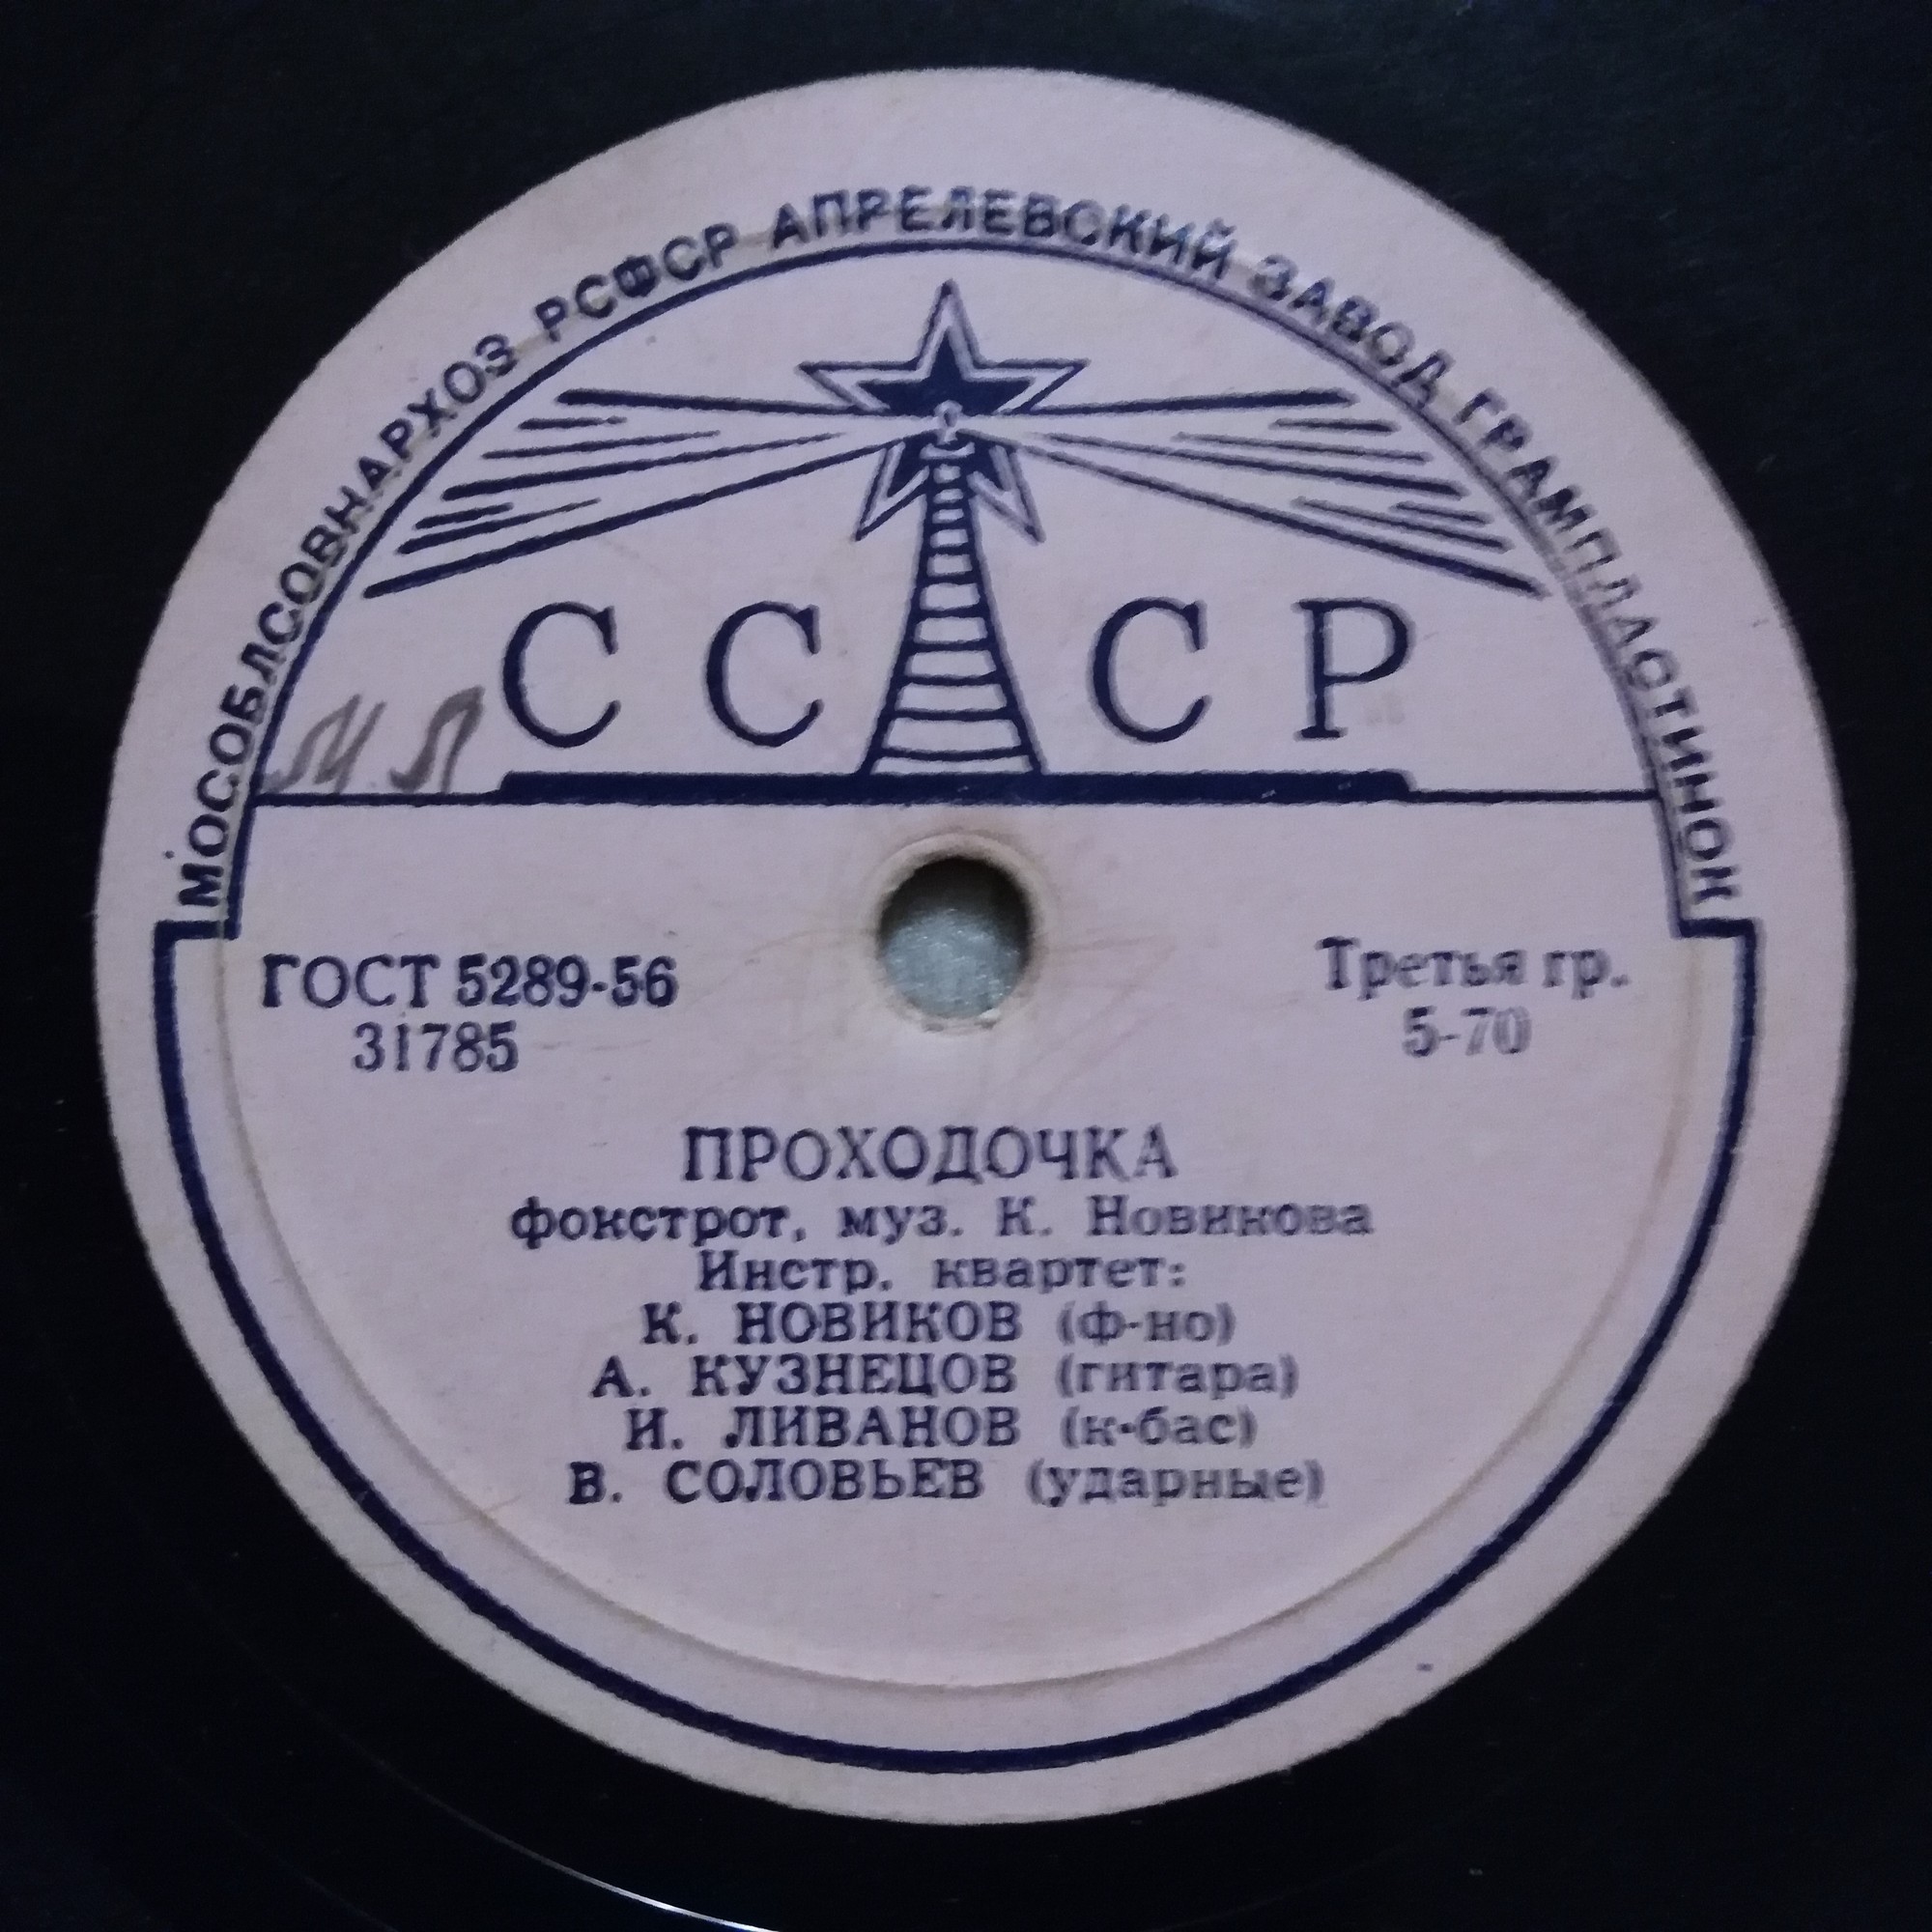 МОСОБЛСОВНАРХОЗ РСФСР АПРЕЛЕВСКИЙ ЗАВОД ГРАМПЛАСТИНОК
СССР
ГОСТ 5289-56
31785
Третья гр.
5-70
ПРОХОДОЧКА
фокстрот, муз. К. Новикова
Инстр. квартет:
К. НОВИКОВ (ф-но)
А. КУЗНЕЦОВ (гитара)
И. ЛИВАНОВ (к-бас)
В. СОЛОВЬЕВ (ударные)